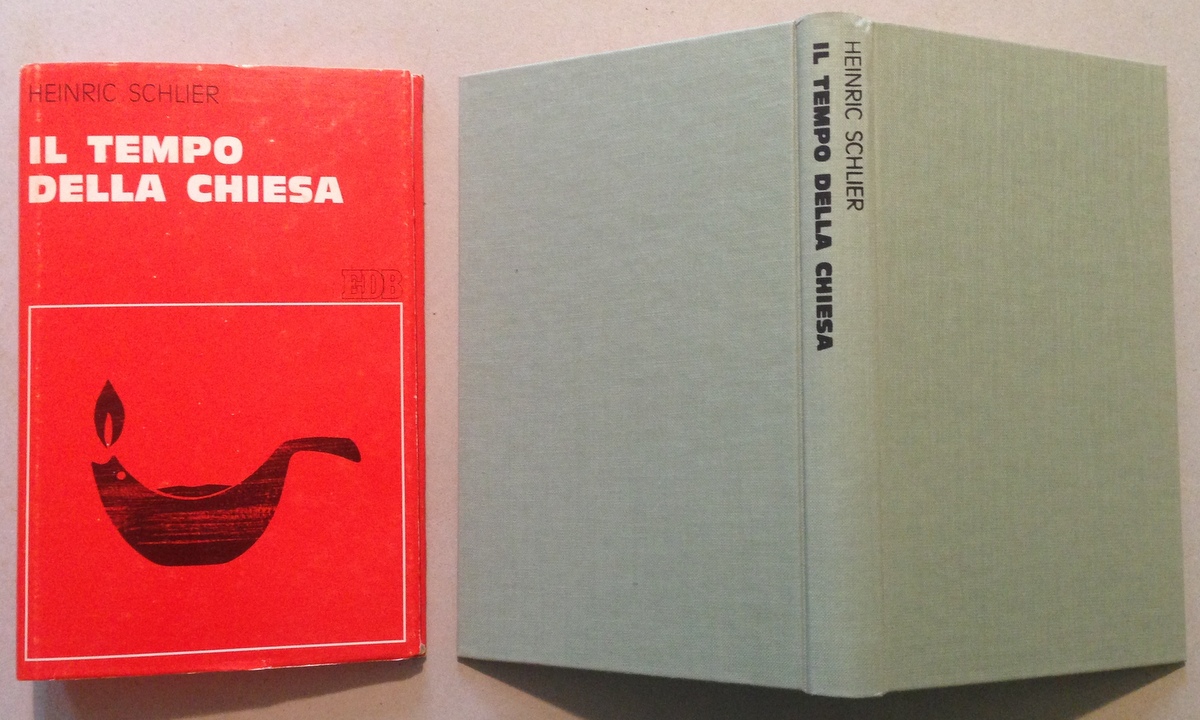 HEINRIC SCHLIER
IL TEMPO
DELLA CHIESA
EDB
HEINRIC SCHLIER
IL TEMPO DELLA CHIESA